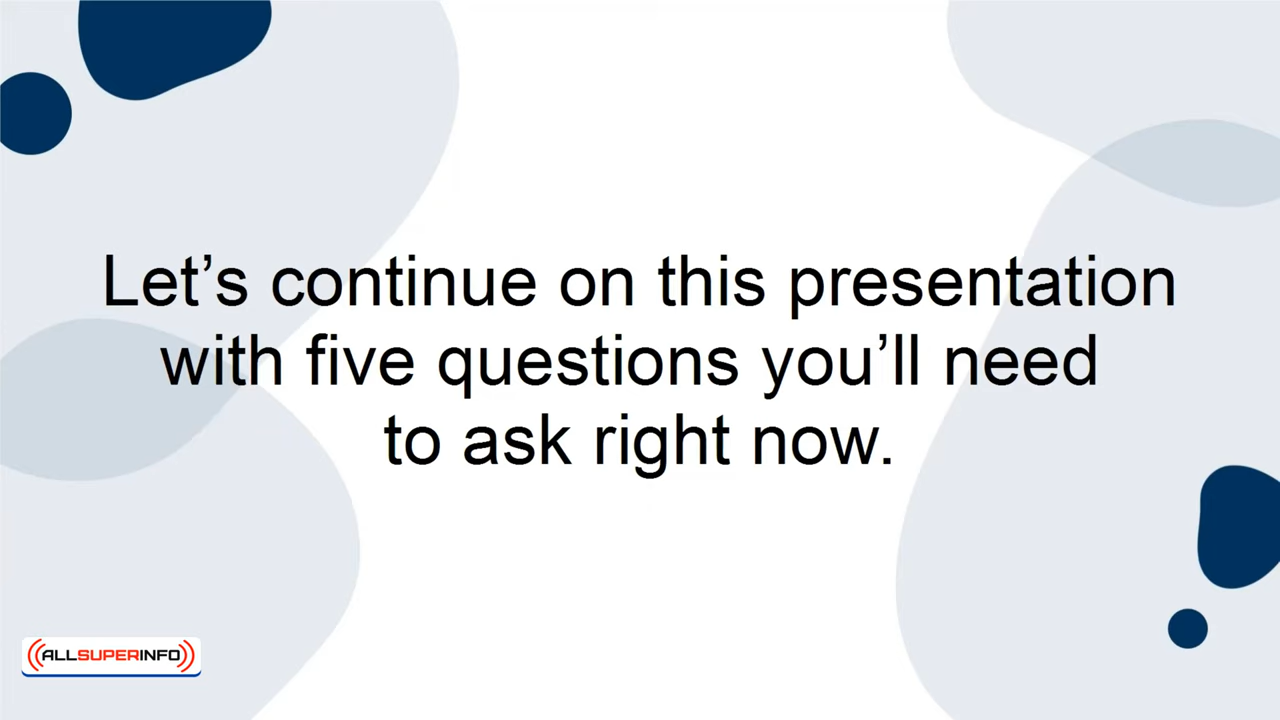 Let’s continue on this presentation
with five questions you’ll need
to ask right now.
ALLSUPERINFO